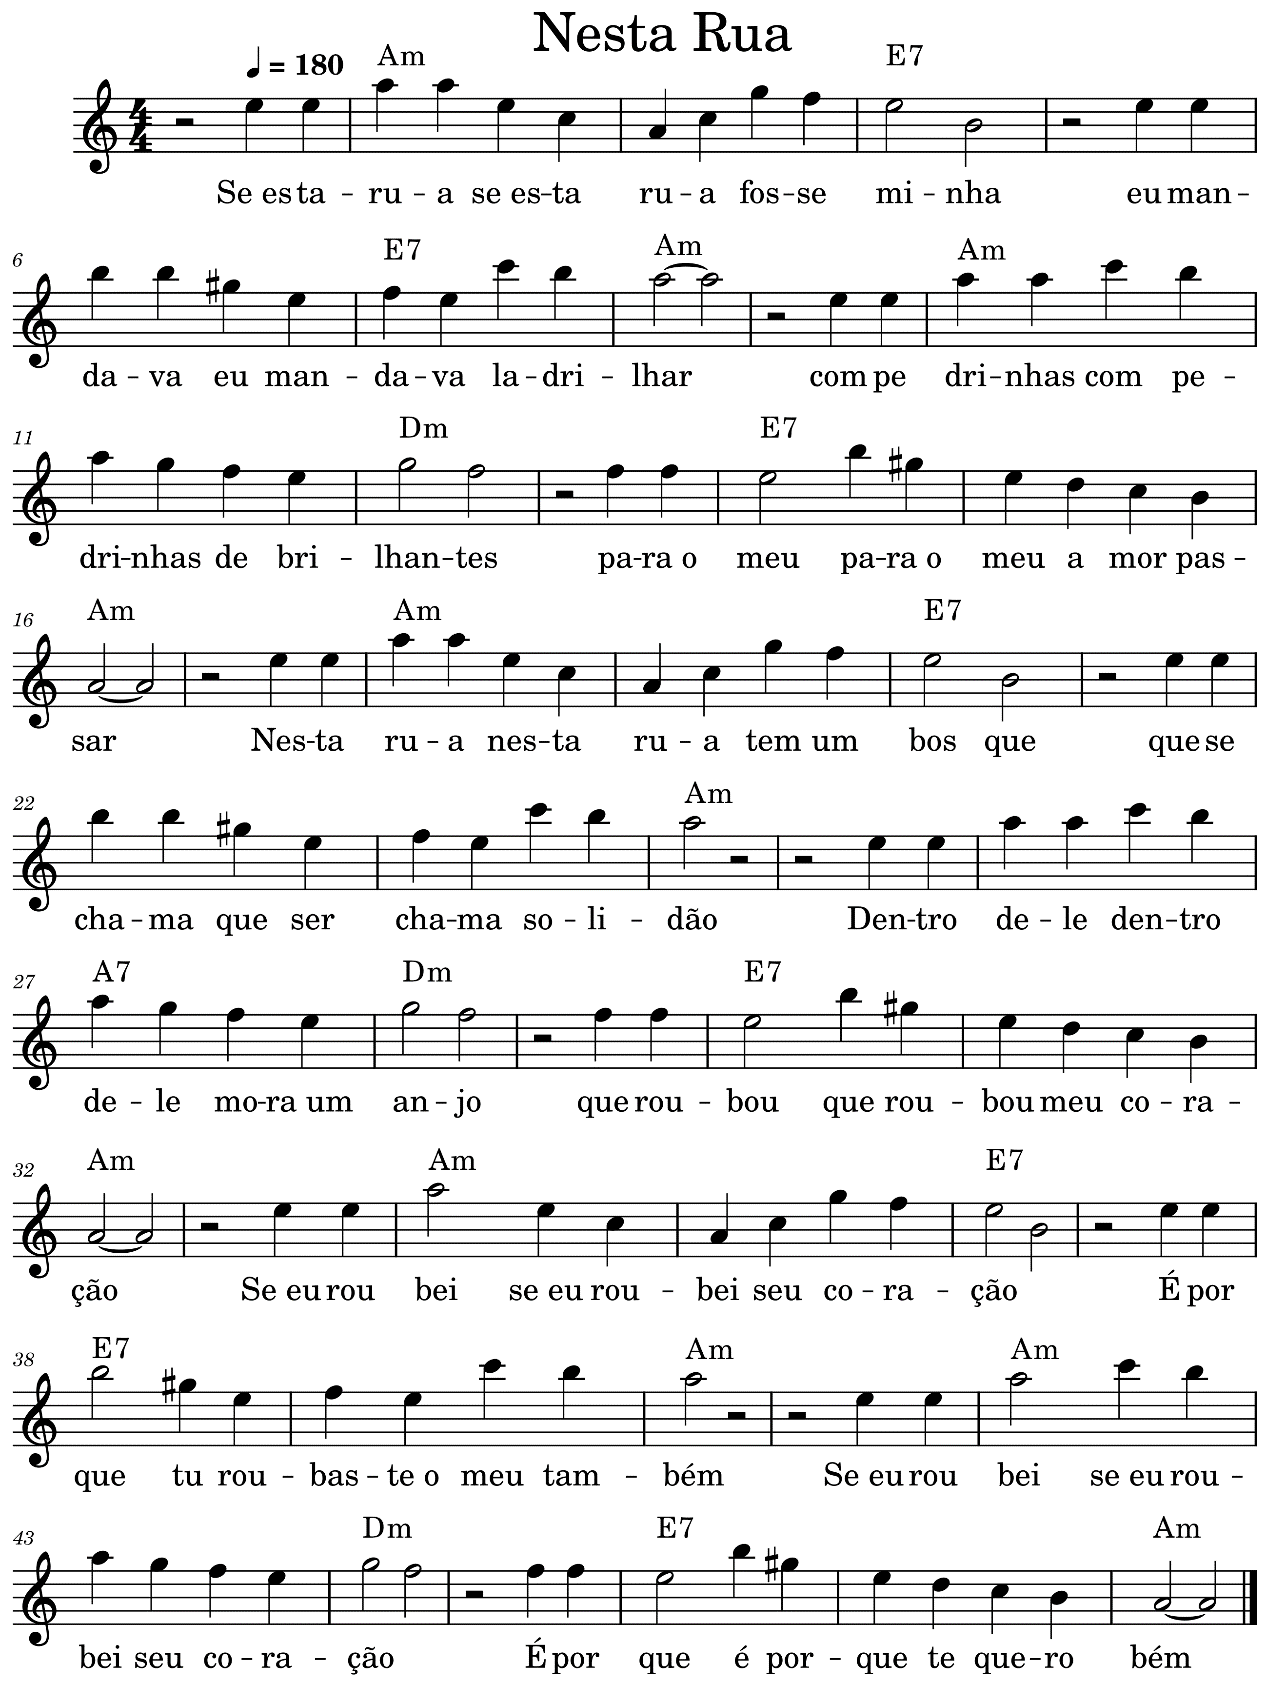 Nesta Rua
♩ = 180 Am E7
4 4
Se es ta - ru - a se es - ta ru - a fos - se mi - nha eu man -
6 E7 Am Am
da - va eu man - da - va la - dri - lhar com pe dri - nhas com pe -
11 Dm E7
dri - nhas de bri - lhan - tes pa - ra o meu pa - ra o meu a mor pas -
16 Am Am E7
sar Nes - ta ru - a nes - ta ru - a tem um bos que que se
22 Am
cha - ma que ser cha - ma so - li - dão Den - tro de - le den - tro
27 A7 Dm E7
de - le mo - ra um an - jo que rou - bou que rou - bou meu co - ra -
32 Am Am E7
ção Se eu rou bei se eu rou - bei seu co - ra - ção É por
38 E7 Am Am
que tu rou - bas - te o meu tam - bém Se eu rou bei se eu rou -
43 Dm E7 Am
bei seu co - ra - ção É por que é por - que te que - ro bém